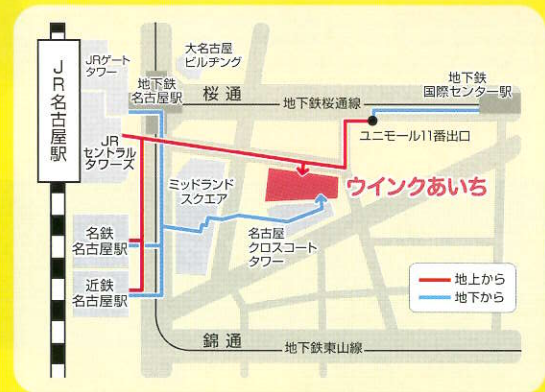 JR名古屋駅
JRゲート
タワー
大名古屋
ビルヂング
地下鉄
名古屋駅
桜通
地下鉄桜通線
地下鉄
国際センター駅
ユニモール11番出口
JR
セントラル
タワーズ
ミッドランド
スクエア
ウインクあいち
名鉄
名古屋駅
名古屋
クロスコート
タワー
近鉄
名古屋駅
地上から
地下から
錦通
地下鉄東山線